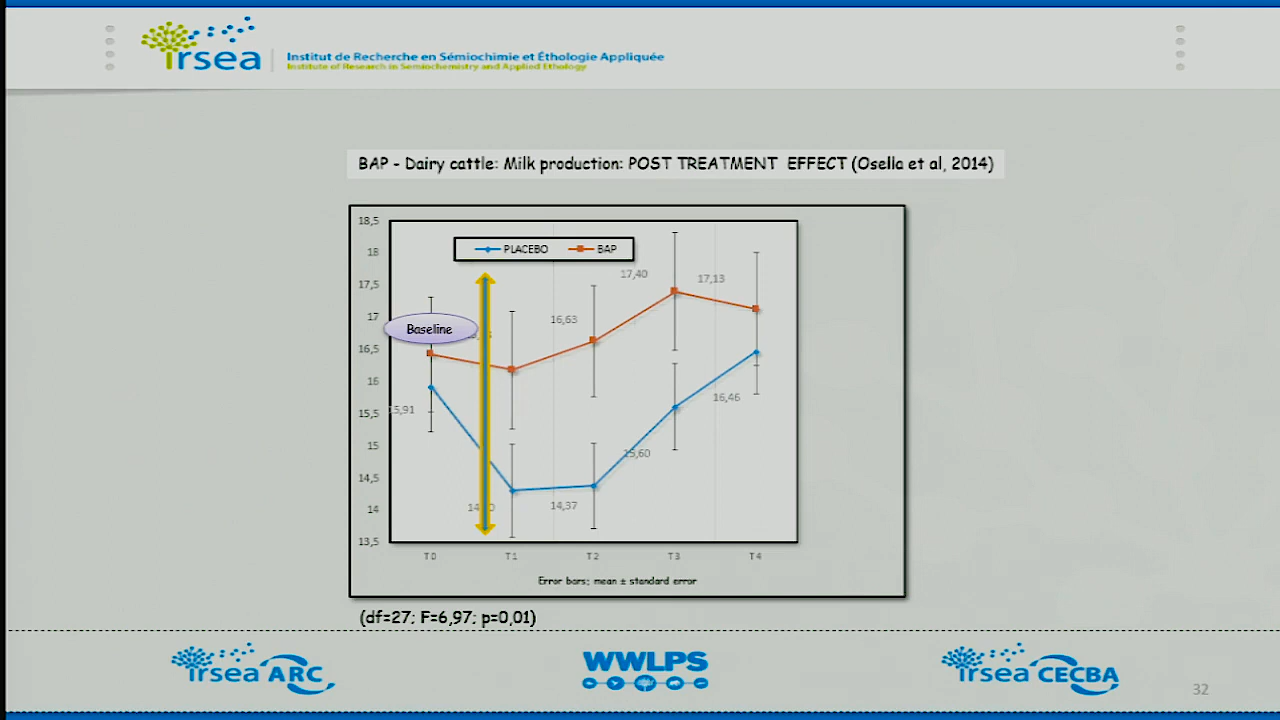 irsea
Institut de Recherche en Sémiochimie et Éthologie Appliquée
Institute of Research in Semiochemistry and Applied Ethology
BAP - Dairy cattle: Milk production: POST TREATMENT EFFECT (Osella et al, 2014)
18,5
18
17,5
17
16,5
16
15,5
15
14,5
14
13,5
PLACEBO
BAP
Baseline
17,40
17,13
16,63
15,91
16,46
15,60
14,37
T0
T1
T2
T3
T4
Error bars; mean ± standard error
(df=27; F=6,97; p=0,01)
irsea ARC
WWLPS
irsea CECBA
32